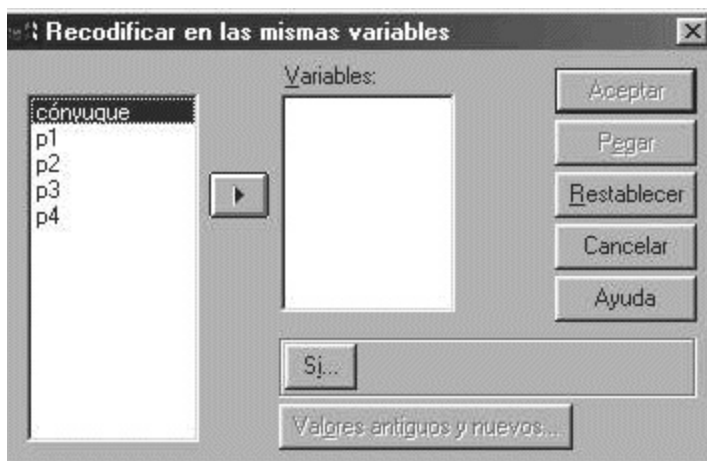 Recodificar en las mismas variables
cónyuque
p1
p2
p3
p4
Variables:
Aceptar
Pegar
Restablecer
Cancelar
Ayuda
Si...
Valores antiguos y nuevos...